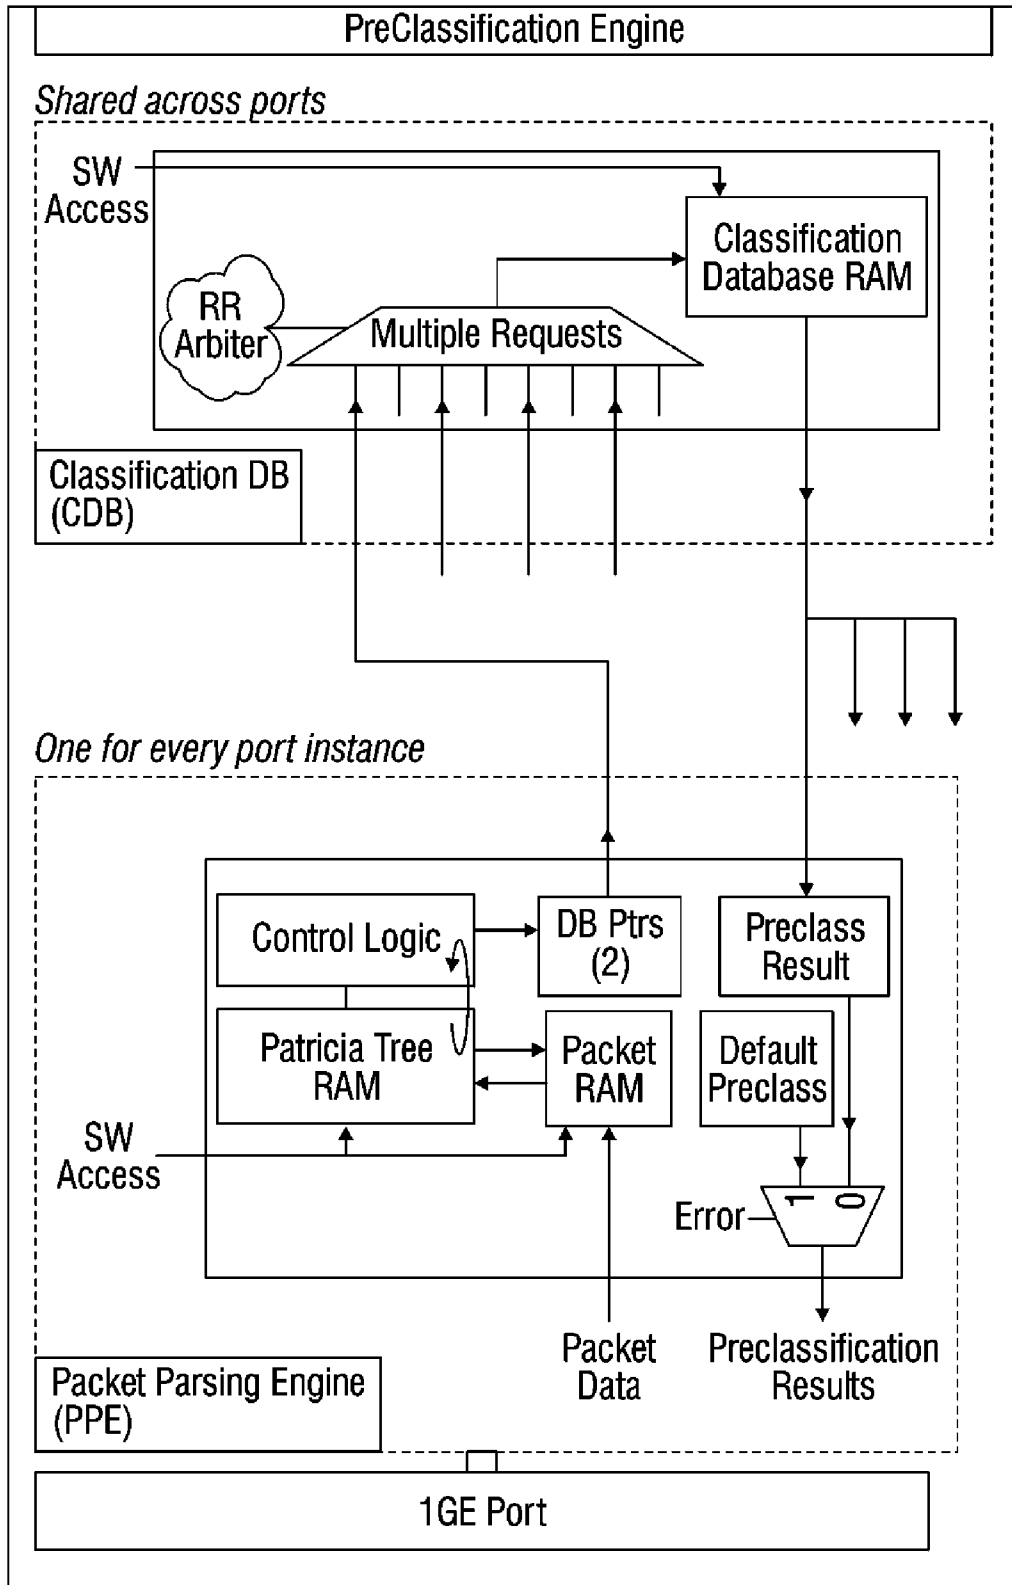 PreClassification Engine
Shared across ports
SW
Access
Classification
Database RAM
RR
Arbiter
Multiple Requests
Classification DB
(CDB)
One for every port instance
Control Logic
DB Ptrs
(2)
Preclass
Result
Patricia Tree
RAM
Packet
RAM
Default
Preclass
SW
Access
Error
1
0
Packet
Data
Preclassification
Results
Packet Parsing Engine
(PPE)
1GE Port